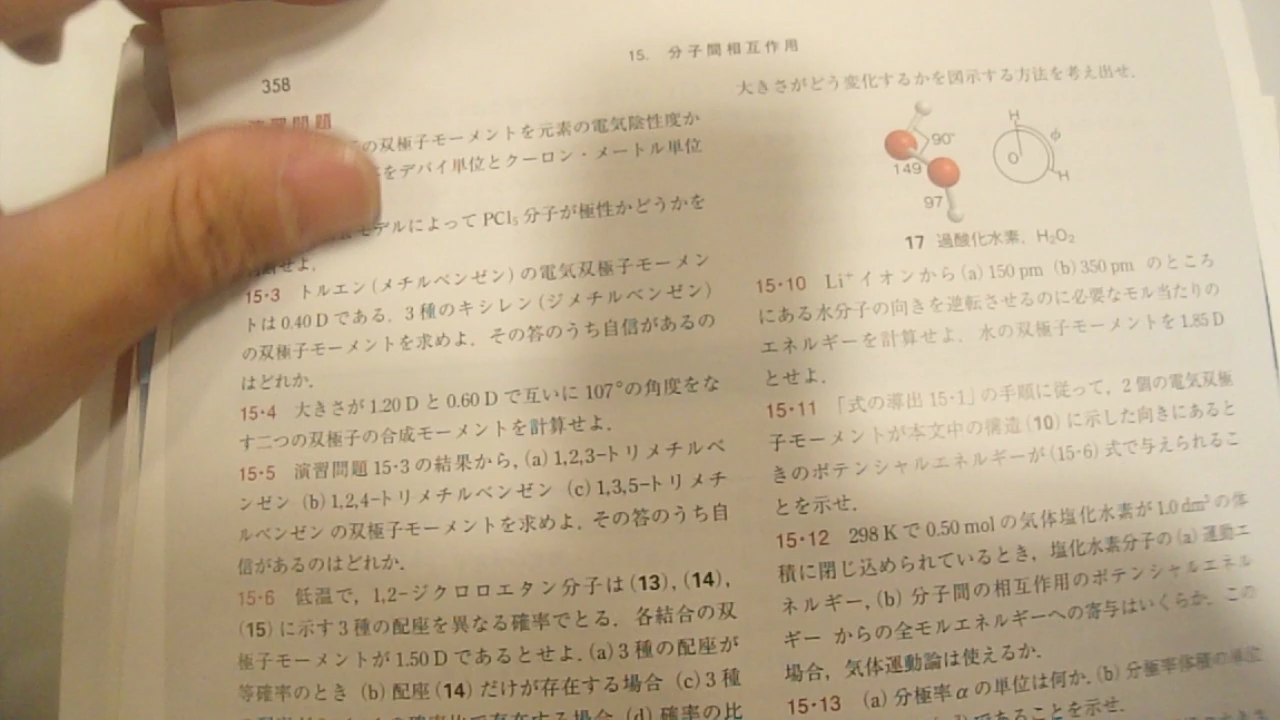 358
15. 分子間相互作用
演習問題
の双極子モーメントを元素の電気陰性度か
をデバイ単位とクーロン・メートル単位
モデルによって PCl₅ 分子が極性かどうかを
せよ.
15・3 トルエン(メチルベンゼン)の電気双極子モーメン
トは 0.40 D である. 3 種のキシレン(ジメチルベンゼン)
の双極子モーメントを求めよ. その答のうち自信があるの
はどれか.
15・4 大きさが 1.20 D と 0.60 D で互いに 107°の角度をな
す二つの双極子の合成モーメントを計算せよ.
15・5 演習問題 15・3 の結果から, (a) 1,2,3-トリメチルベ
ンゼン (b) 1,2,4-トリメチルベンゼン (c) 1,3,5-トリメチ
ルベンゼン の双極子モーメントを求めよ. その答のうち自
信があるのはどれか.
15・6 低温で, 1,2-ジクロロエタン分子は(13), (14),
(15)に示す 3 種の配座を異なる確率でとる. 各結合の双
極子モーメントが 1.50 D であるとせよ. (a) 3 種の配座が
等確率のとき (b) 配座(14)だけが存在する場合 (c) 3 種
の確率比で存在する場合 (d) 確率の比
大きさがどう変化するかを図示する方法を考え出せ.
H
90°
O
φ
149
H
97
17 過酸化水素, H₂O₂
15・10 Li⁺ イオンから (a) 150 pm (b) 350 pm のところ
にある水分子の向きを逆転させるのに必要なモル当たりの
エネルギーを計算せよ. 水の双極子モーメントを 1.85 D
とせよ.
15・11 「式の導出 15・1」の手順に従って, 2 個の電気双極
子モーメントが本文中の構造(10)に示した向きにあると
きのポテンシャルエネルギーが(15・6)式で与えられるこ
とを示せ.
15・12 298 K で 0.50 mol の気体塩化水素が 1.0 dm³ の体
積に閉じ込められているとき, 塩化水素分子の (a) 運動エ
ネルギー, (b) 分子間の相互作用のポテンシャルエネル
ギー からの全モルエネルギーへの寄与はいくらか. この
場合, 気体運動論は使えるか.
15・13 (a) 分極率 α の単位は何か. (b) 分極率体積の単位
であることを示せ.